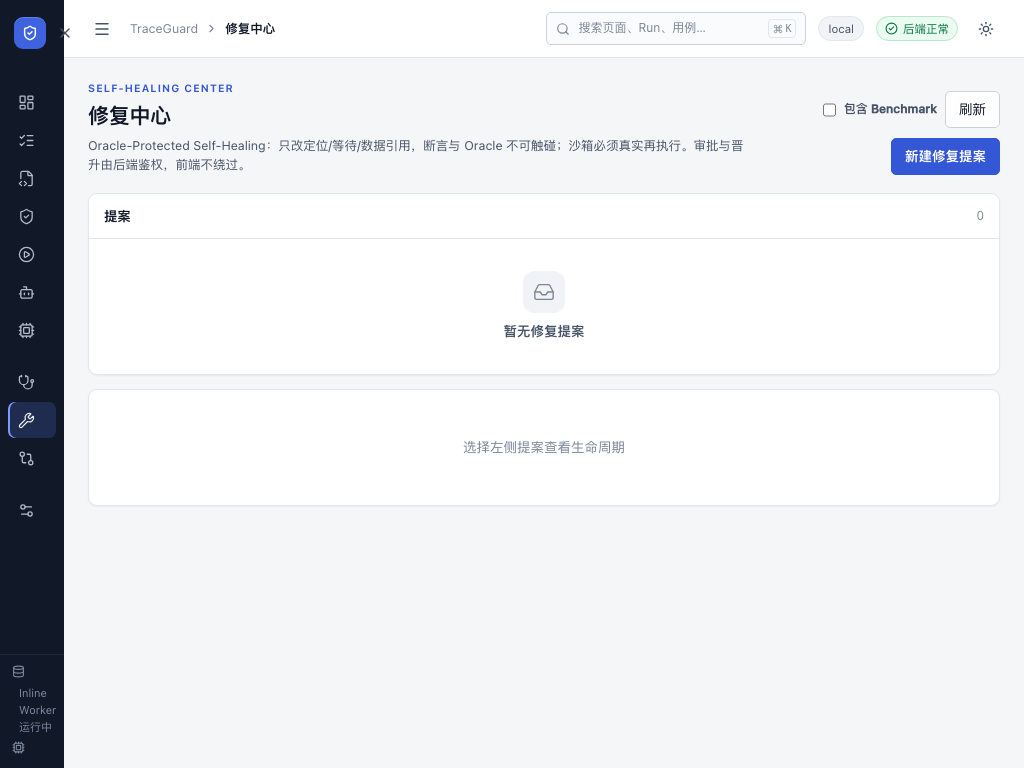 TraceGuard
修复中心
搜索页面、Run、用例...
⌘ K
local
后端正常
SELF-HEALING CENTER
修复中心
Oracle-Protected Self-Healing：只改定位/等待/数据引用，断言与 Oracle 不可触碰；沙箱必须真实再执行。审批与晋
升由后端鉴权，前端不绕过。
包含 Benchmark
刷新
新建修复提案
提案
0
暂无修复提案
选择左侧提案查看生命周期
Inline
Worker
运行中